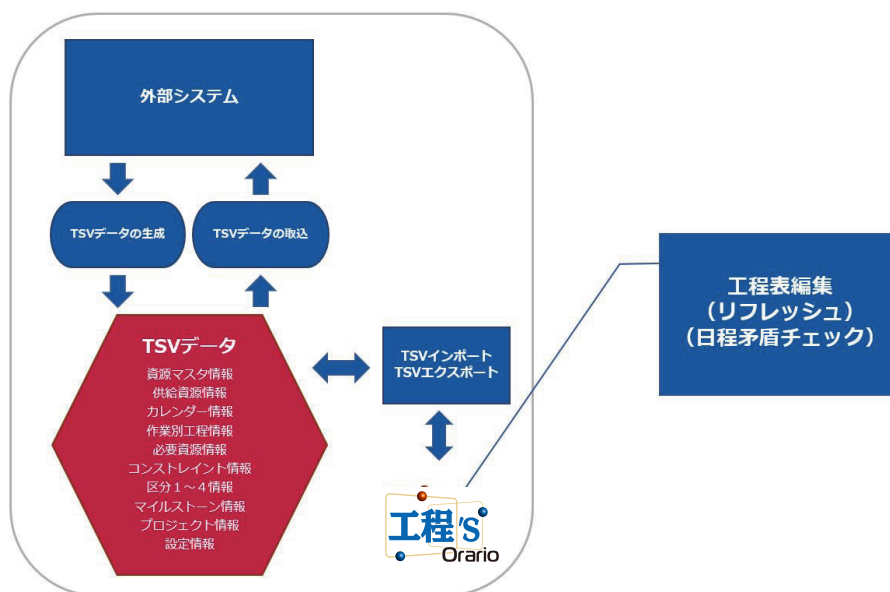 外部システム
TSVデータの生成
TSVデータの取込
TSVデータ
資源マスタ情報
供給資源情報
カレンダー情報
作業別工程情報
必要資源情報
コンストレイント情報
区分１～４情報
マイルストーン情報
プロジェクト情報
設定情報
TSVインポート
TSVエクスポート
工程'S
Orario
工程表編集
(リフレッシュ)
(日程矛盾チェック)